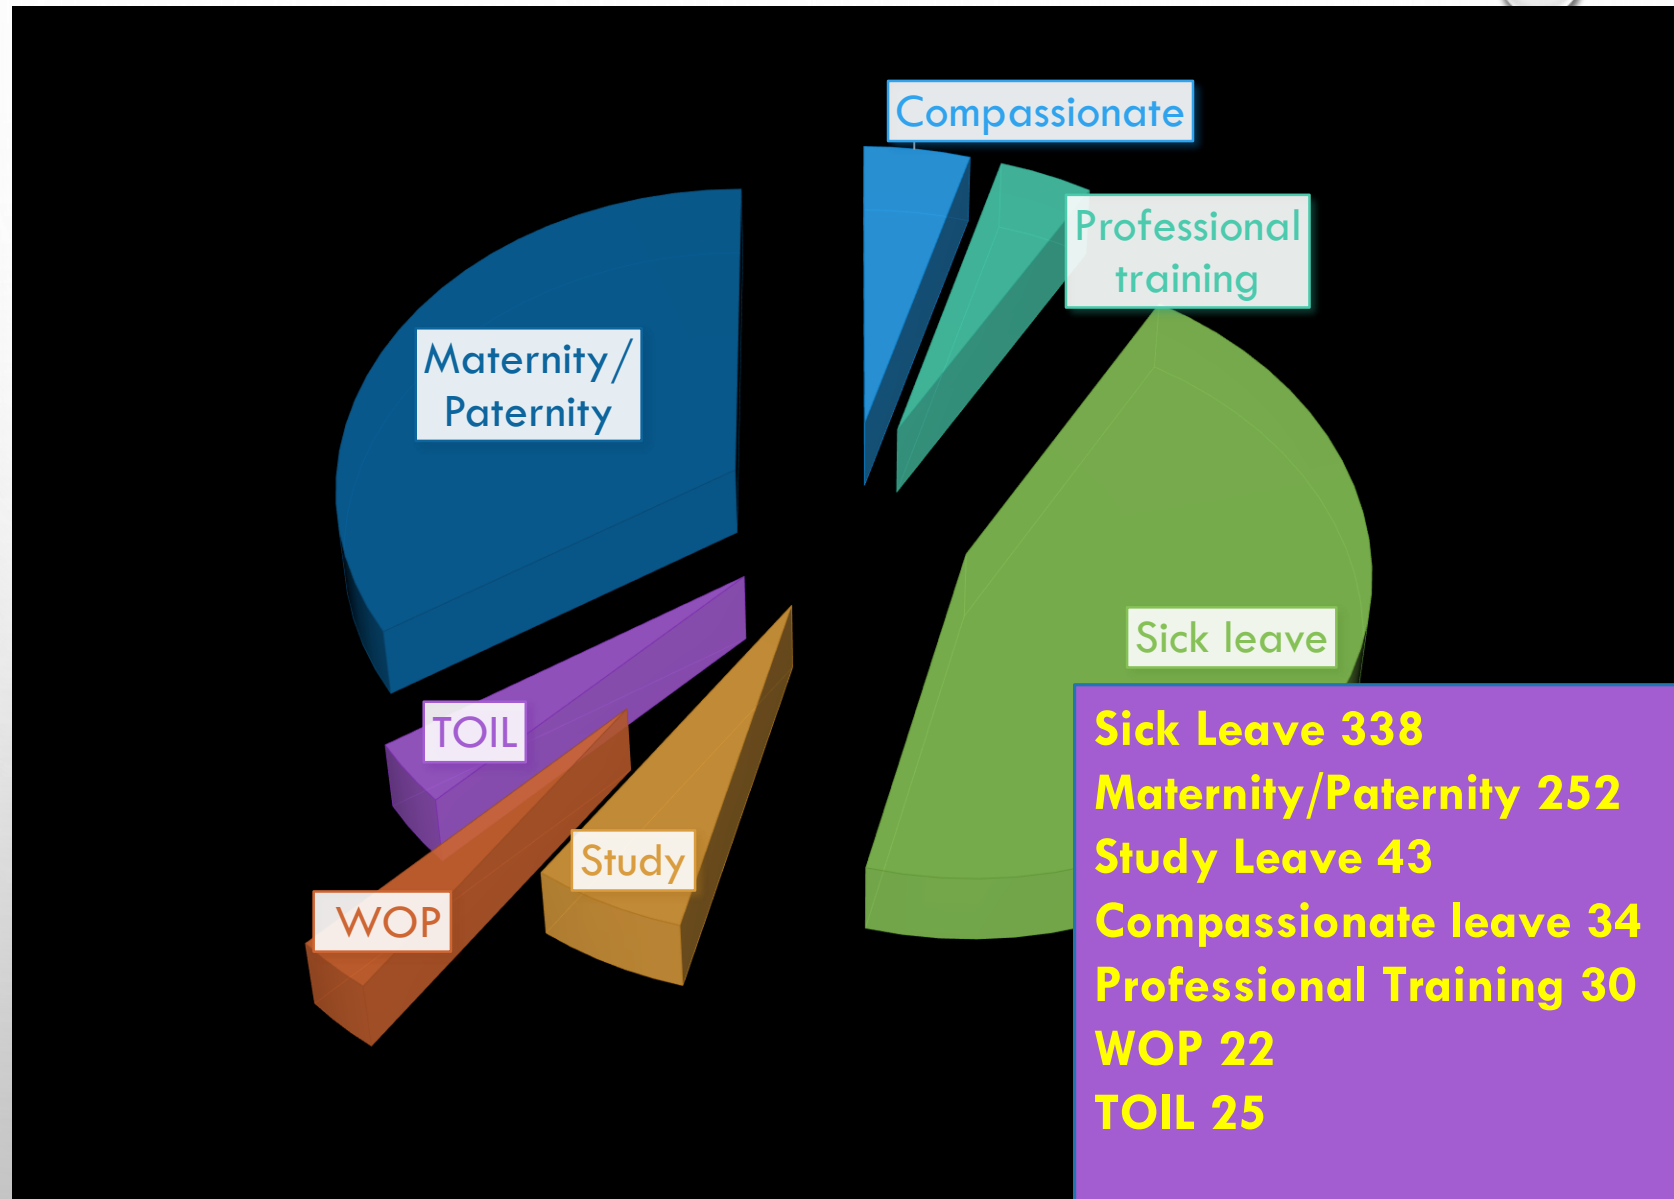 Compassionate
Professional
training
Maternity/
Paternity
Sick leave
TOIL
Study
WOP
Sick Leave 338
Maternity/Paternity 252
Study Leave 43
Compassionate leave 34
Professional Training 30
WOP 22
TOIL 25